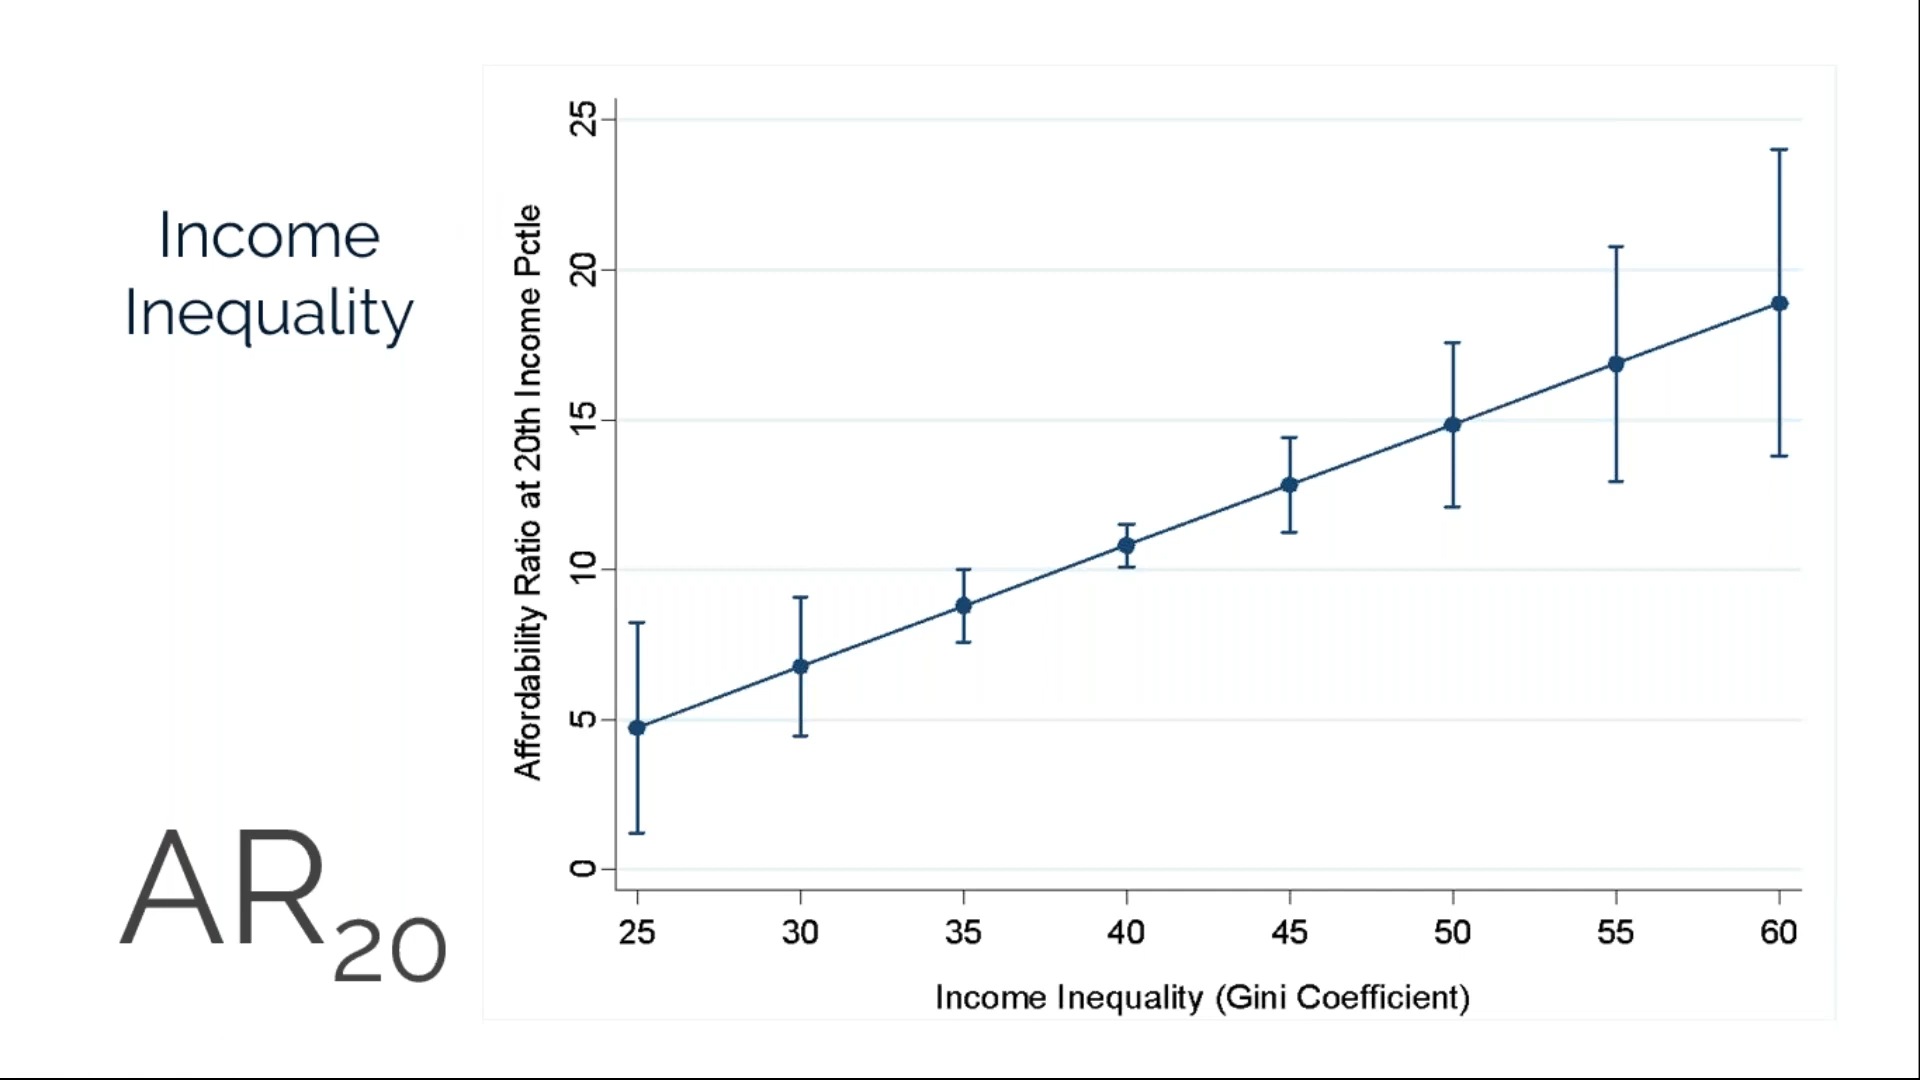 Income
Inequality
AR20
Affordability Ratio at 20th Income Pctle
25
20
15
10
5
0
25 30 35 40 45 50 55 60
Income Inequality (Gini Coefficient)